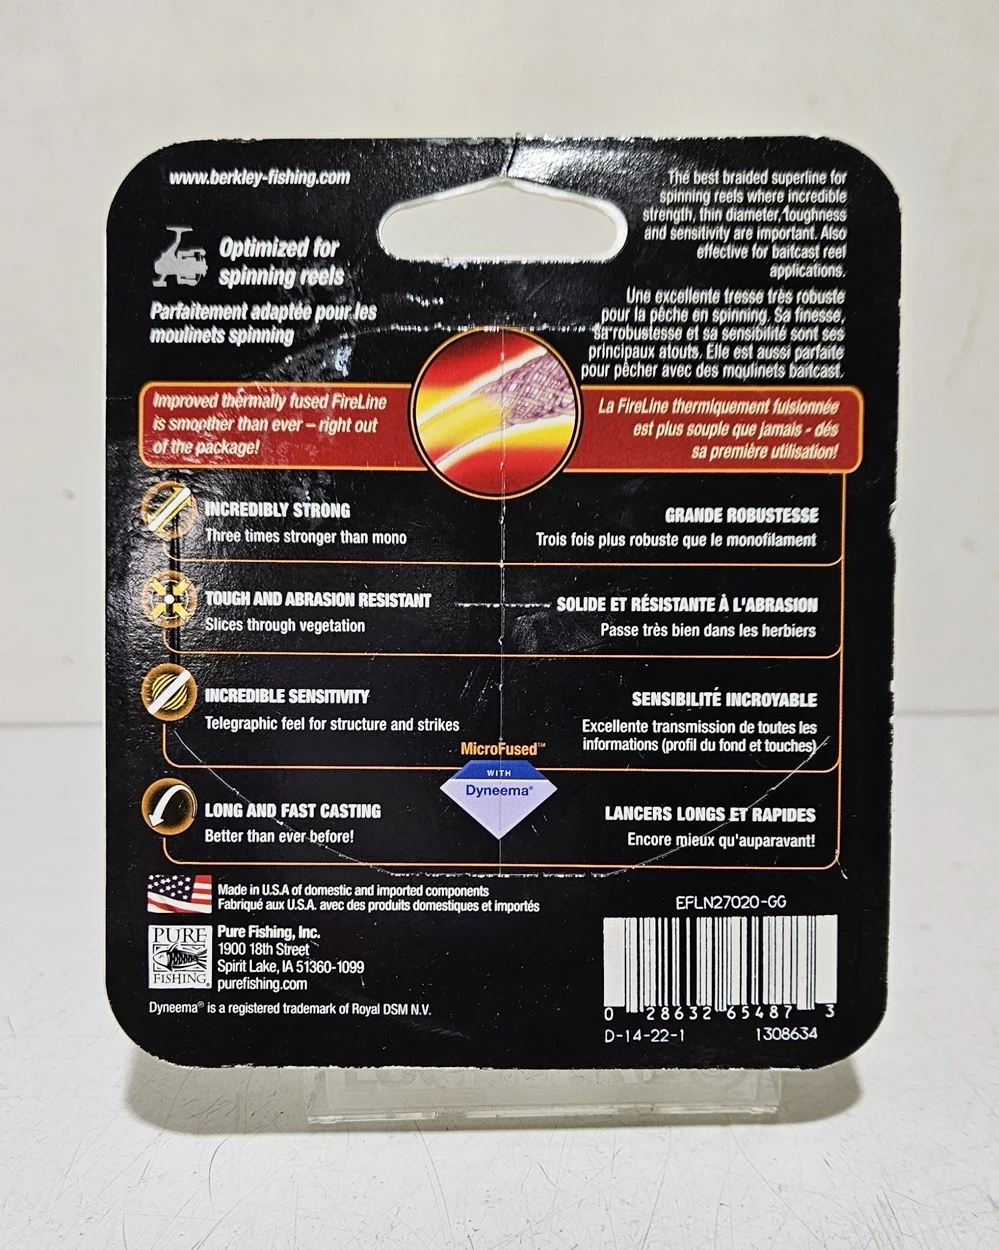 www.berkley-fishing.com
Optimized for
spinning reels
Parfaitement adaptée pour les
moulinets spinning
The best braided superline for
spinning reels where incredible
strength, thin diameter, toughness
and sensitivity are important. Also
effective for baitcast reel
applications.
Une excellente tresse très robuste
pour la pêche en spinning. Sa finesse,
sa robustesse et sa sensibilité sont ses
principaux atouts. Elle est aussi parfaite
pour pêcher avec des moulinets baitcast.
Improved thermally fused FireLine
is smoother than ever – right out
of the package!
La FireLine thermiquement fuisionnée
est plus souple que jamais - dés
sa première utilisation!
INCREDIBLY STRONG
Three times stronger than mono
GRANDE ROBUSTESSE
Trois fois plus robuste que le monofilament
TOUGH AND ABRASION RESISTANT
Slices through vegetation
SOLIDE ET RÉSISTANTE À L'ABRASION
Passe très bien dans les herbiers
INCREDIBLE SENSITIVITY
Telegraphic feel for structure and strikes
SENSIBILITÉ INCROYABLE
Excellente transmission de toutes les
informations (profil du fond et touches)
MicroFused™
WITH
Dyneema®
LONG AND FAST CASTING
Better than ever before!
LANCERS LONGS ET RAPIDES
Encore mieux qu'auparavant!
Made in U.S.A of domestic and imported components
Fabriqué aux U.S.A. avec des produits domestiques et importés
PURE
FISHING®
Pure Fishing, Inc.
1900 18th Street
Spirit Lake, IA 51360-1099
purefishing.com
Dyneema® is a registered trademark of Royal DSM N.V.
EFLN27020-GG
0 28632 65487 3
D-14-22-1 1308634